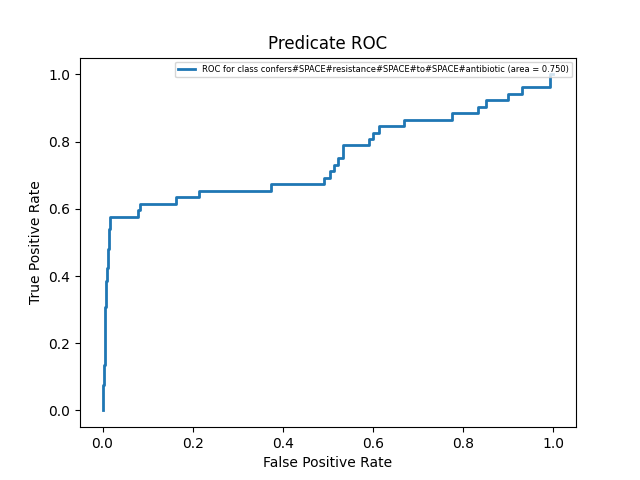 Predicate ROC
ROC for class confers#SPACE#resistance#SPACE#to#SPACE#antibiotic (area = 0.750)
1.0
0.8
0.6
0.4
0.2
0.0
True Positive Rate
0.0 0.2 0.4 0.6 0.8 1.0
False Positive Rate